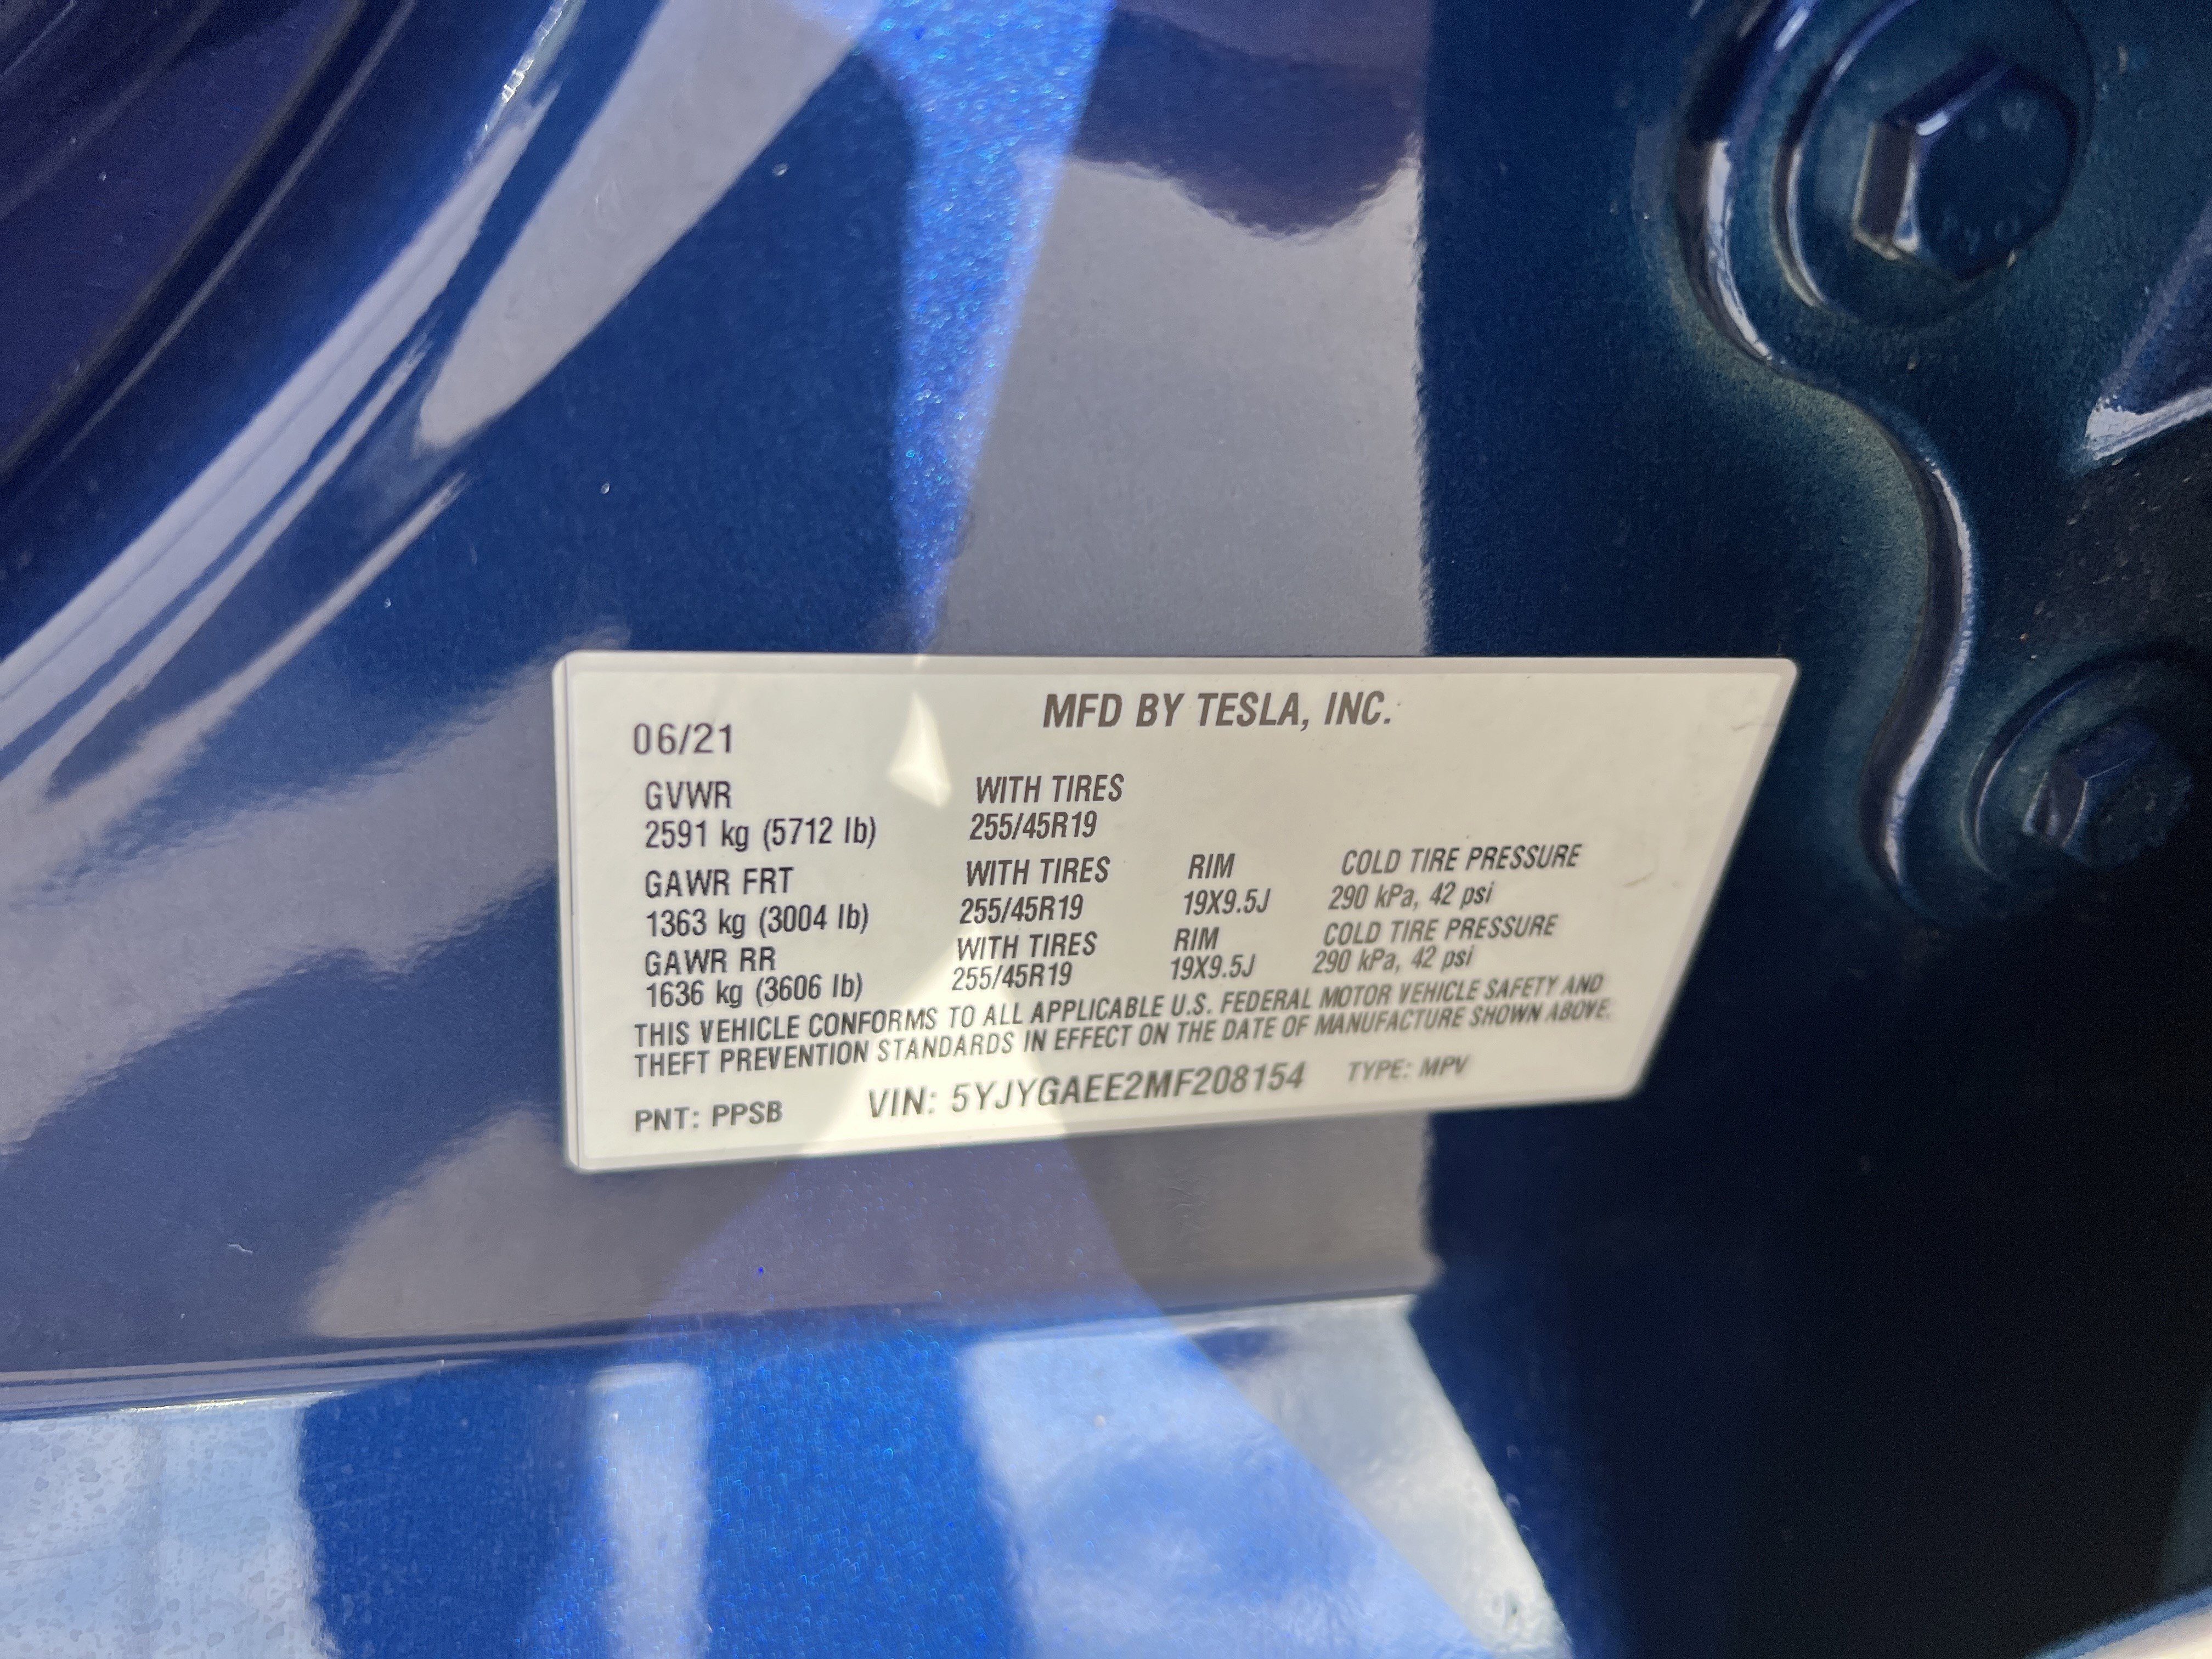 MFD BY TESLA, INC.
06/21
GVWR WITH TIRES
2591 kg (5712 lb) 255/45R19
GAWR FRT WITH TIRES RIM COLD TIRE PRESSURE
1363 kg (3004 lb) 255/45R19 19X9.5J 290 kPa, 42 psi
GAWR RR WITH TIRES RIM COLD TIRE PRESSURE
1636 kg (3606 lb) 255/45R19 19X9.5J 290 kPa, 42 psi
THIS VEHICLE CONFORMS TO ALL APPLICABLE U.S. FEDERAL MOTOR VEHICLE SAFETY AND
THEFT PREVENTION STANDARDS IN EFFECT ON THE DATE OF MANUFACTURE SHOWN ABOVE.
PNT: PPSB VIN: 5YJYGAEE2MF208154 TYPE: MPV